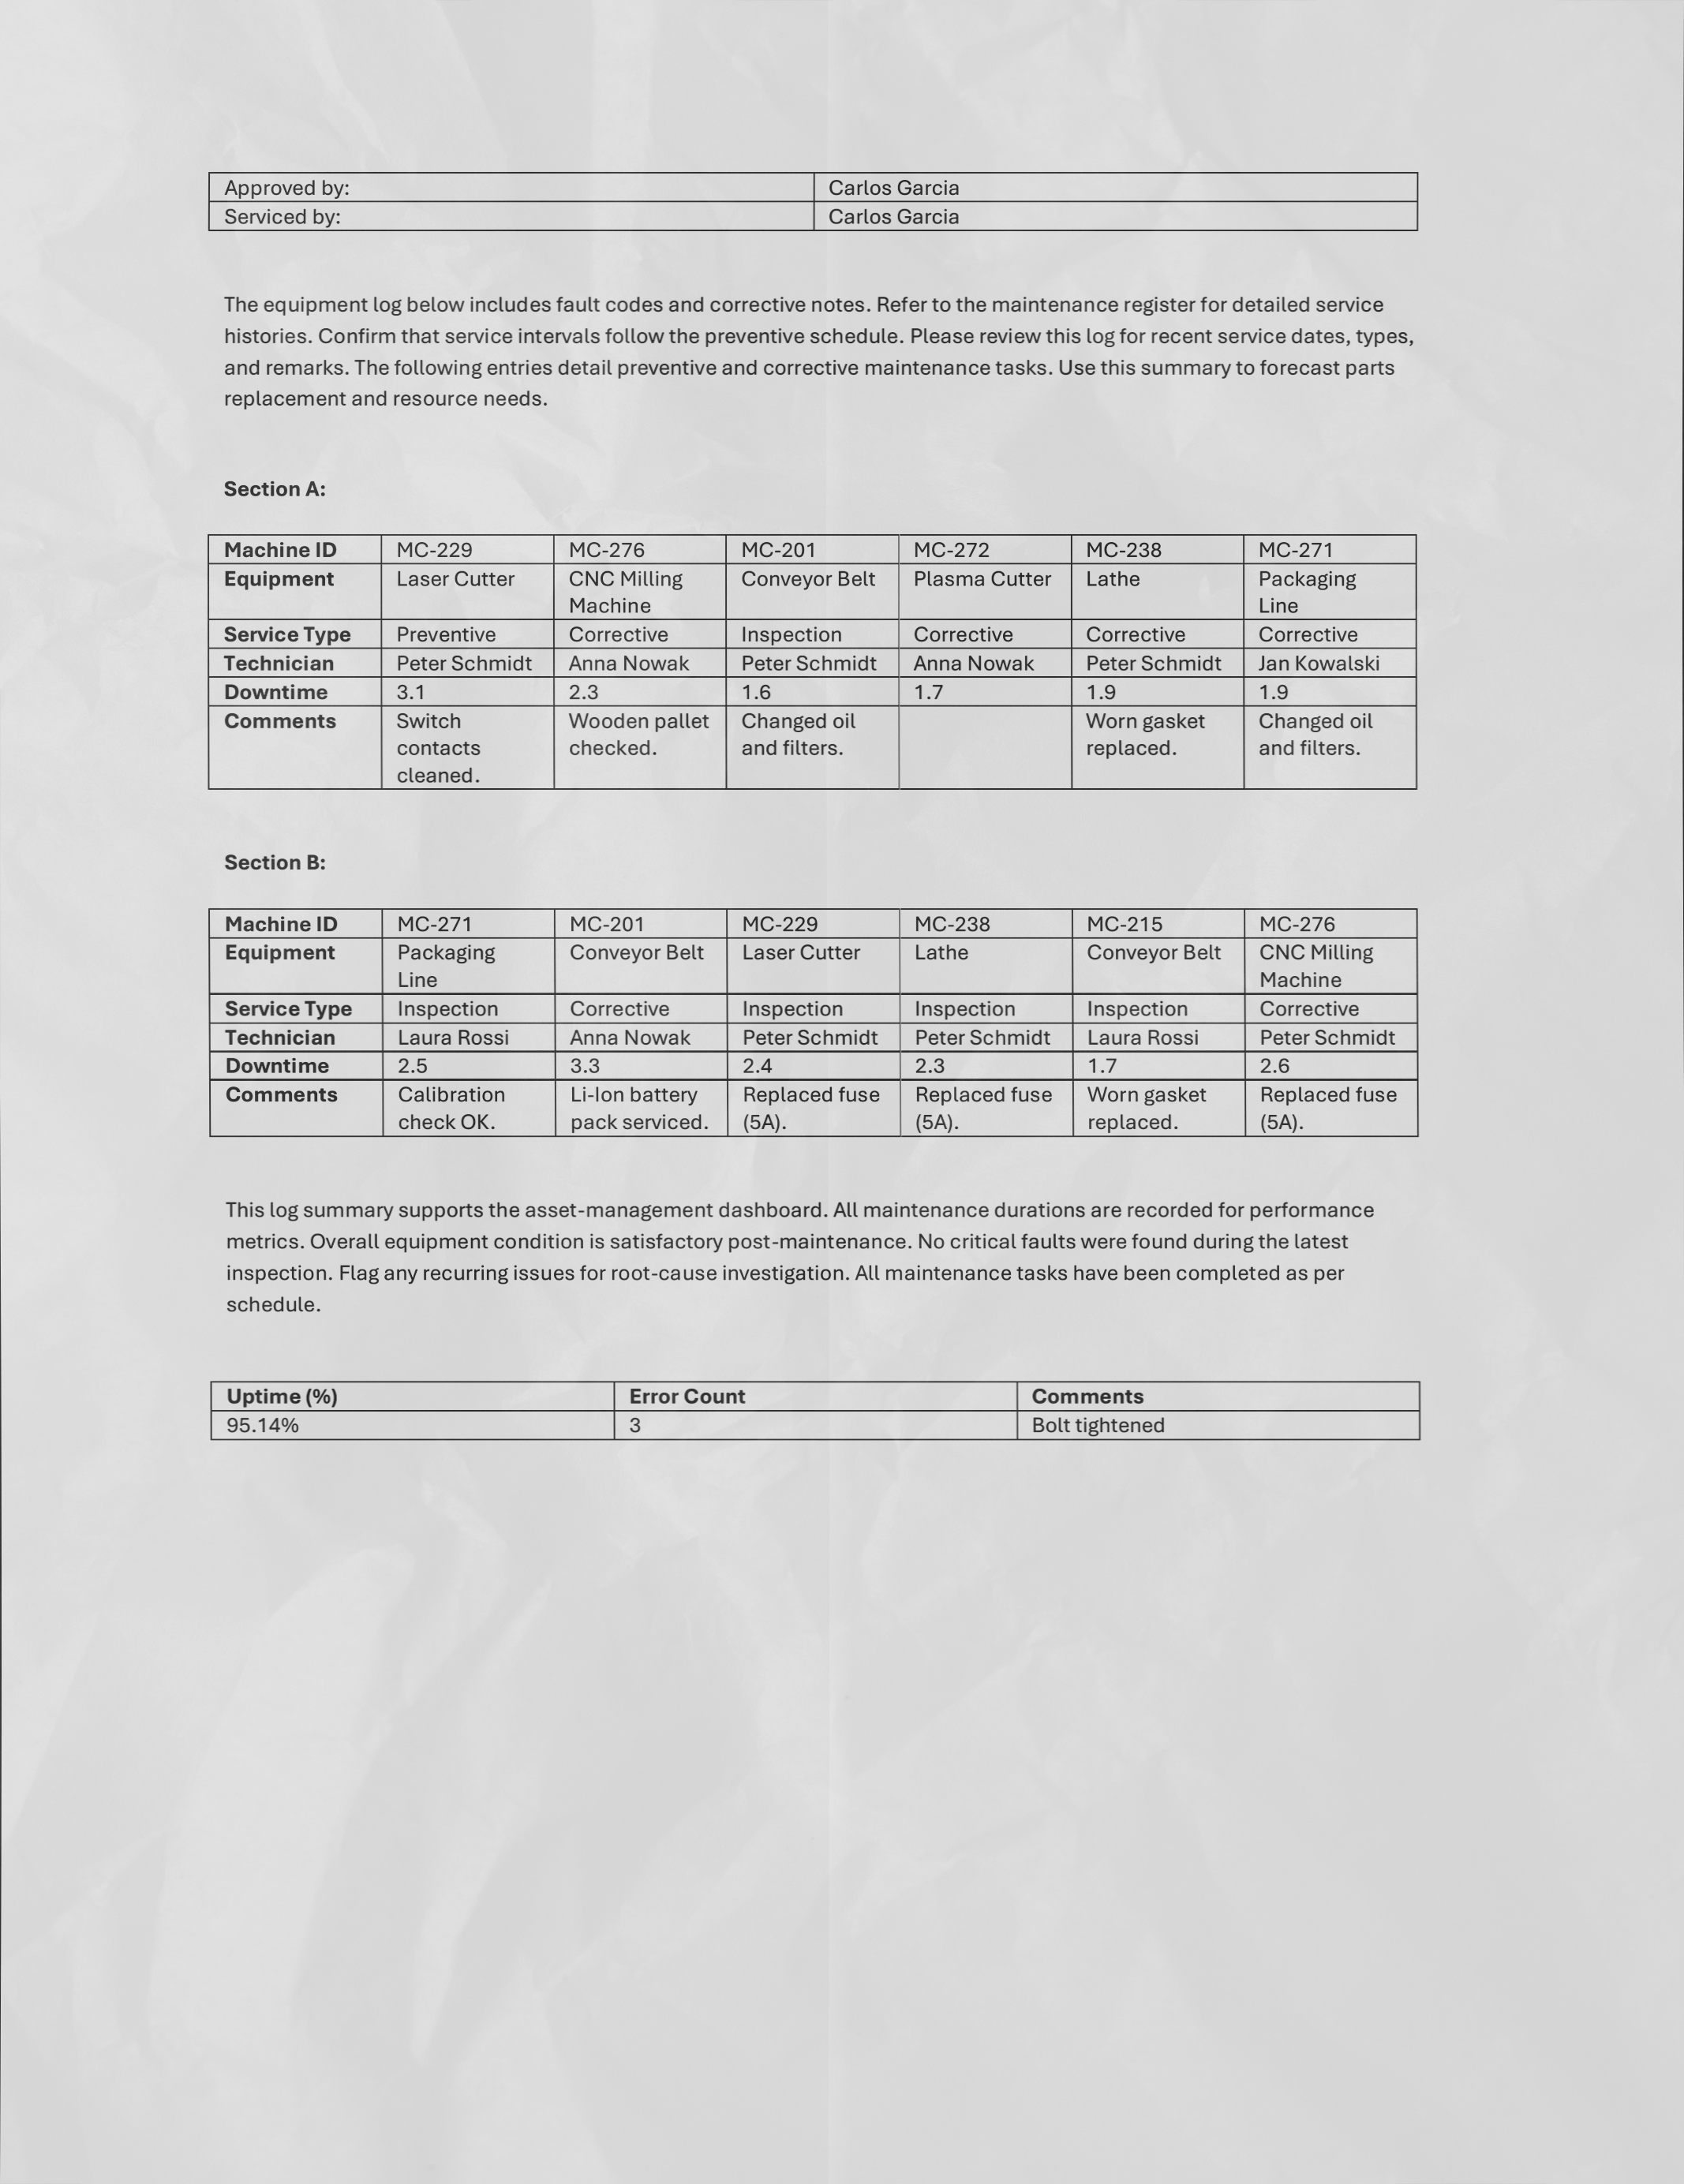 Approved by: Carlos Garcia
Serviced by: Carlos Garcia
The equipment log below includes fault codes and corrective notes. Refer to the maintenance register for detailed service
histories. Confirm that service intervals follow the preventive schedule. Please review this log for recent service dates, types,
and remarks. The following entries detail preventive and corrective maintenance tasks. Use this summary to forecast parts
replacement and resource needs.
Section A:
Machine ID MC-229 MC-276 MC-201 MC-272 MC-238 MC-271
Equipment Laser Cutter CNC Milling Conveyor Belt Plasma Cutter Lathe Packaging
Machine Line
Service Type Preventive Corrective Inspection Corrective Corrective Corrective
Technician Peter Schmidt Anna Nowak Peter Schmidt Anna Nowak Peter Schmidt Jan Kowalski
Downtime 3.1 2.3 1.6 1.7 1.9 1.9
Comments Switch Wooden pallet Changed oil Worn gasket Changed oil
contacts checked. and filters. replaced. and filters.
cleaned.
Section B:
Machine ID MC-271 MC-201 MC-229 MC-238 MC-215 MC-276
Equipment Packaging Conveyor Belt Laser Cutter Lathe Conveyor Belt CNC Milling
Line Machine
Service Type Inspection Corrective Inspection Inspection Inspection Corrective
Technician Laura Rossi Anna Nowak Peter Schmidt Peter Schmidt Laura Rossi Peter Schmidt
Downtime 2.5 3.3 2.4 2.3 1.7 2.6
Comments Calibration Li-Ion battery Replaced fuse Replaced fuse Worn gasket Replaced fuse
check OK. pack serviced. (5A). (5A). replaced. (5A).
This log summary supports the asset-management dashboard. All maintenance durations are recorded for performance
metrics. Overall equipment condition is satisfactory post-maintenance. No critical faults were found during the latest
inspection. Flag any recurring issues for root-cause investigation. All maintenance tasks have been completed as per
schedule.
Uptime (%) Error Count Comments
95.14% 3 Bolt tightened